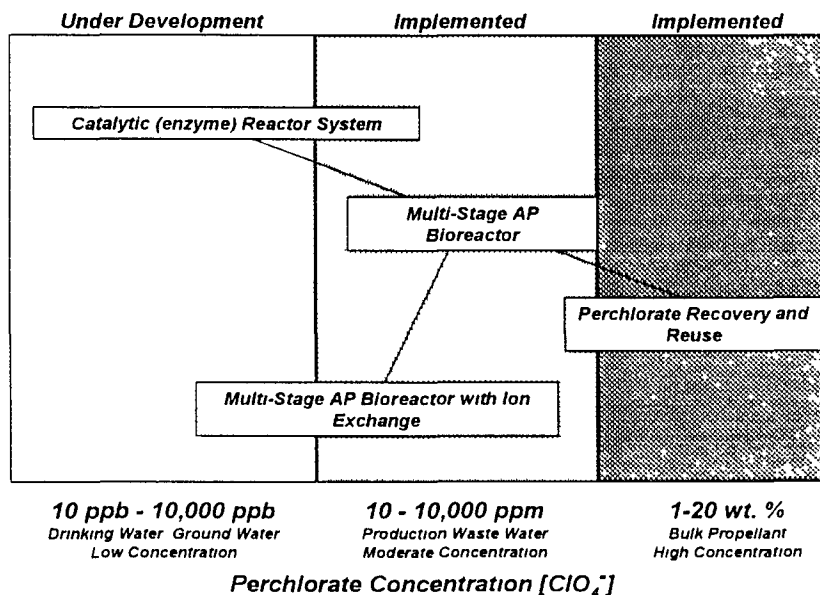 Under Development Implemented Implemented
Catalytic (enzyme) Reactor System
Multi-Stage AP
Bioreactor
Perchlorate Recovery and
Reuse
Multi-Stage AP Bioreactor with Ion
Exchange
10 ppb - 10,000 ppb 10 - 10,000 ppm 1-20 wt. %
Drinking Water Ground Water Production Waste Water Bulk Propellant
Low Concentration Moderate Concentration High Concentration
Perchlorate Concentration [ClO₄⁻]